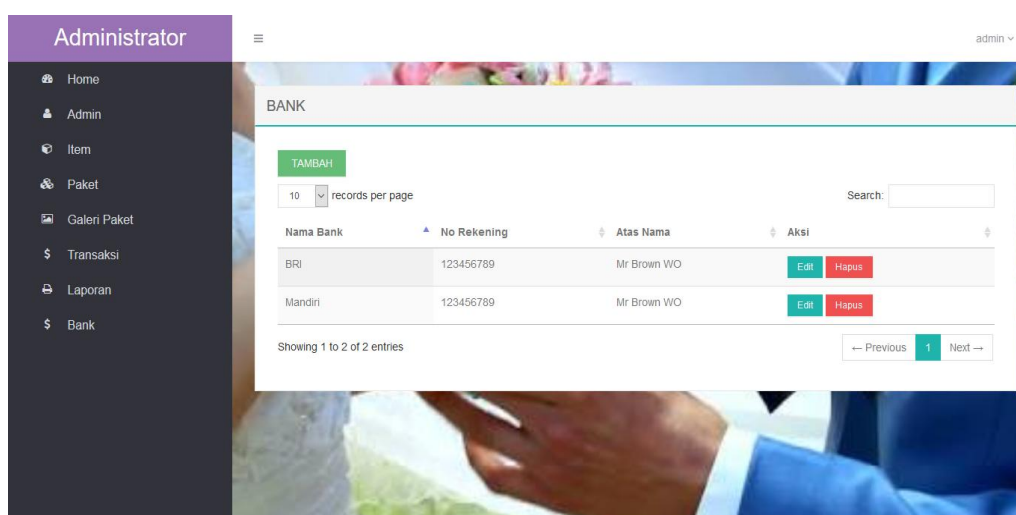 Administrator
admin
Home
Admin
Item
Paket
Galeri Paket
Transaksi
Laporan
Bank
BANK
TAMBAH
10 records per page Search:
Nama Bank No Rekening Atas Nama Aksi
BRI 123456789 Mr Brown WO Edit Hapus
Mandiri 123456789 Mr Brown WO Edit Hapus
Showing 1 to 2 of 2 entries ← Previous 1 Next →